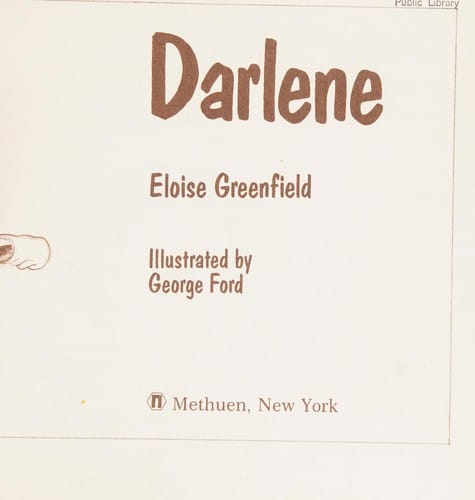 Public Library
Darlene
Eloise Greenfield
Illustrated by
George Ford
Methuen, New York